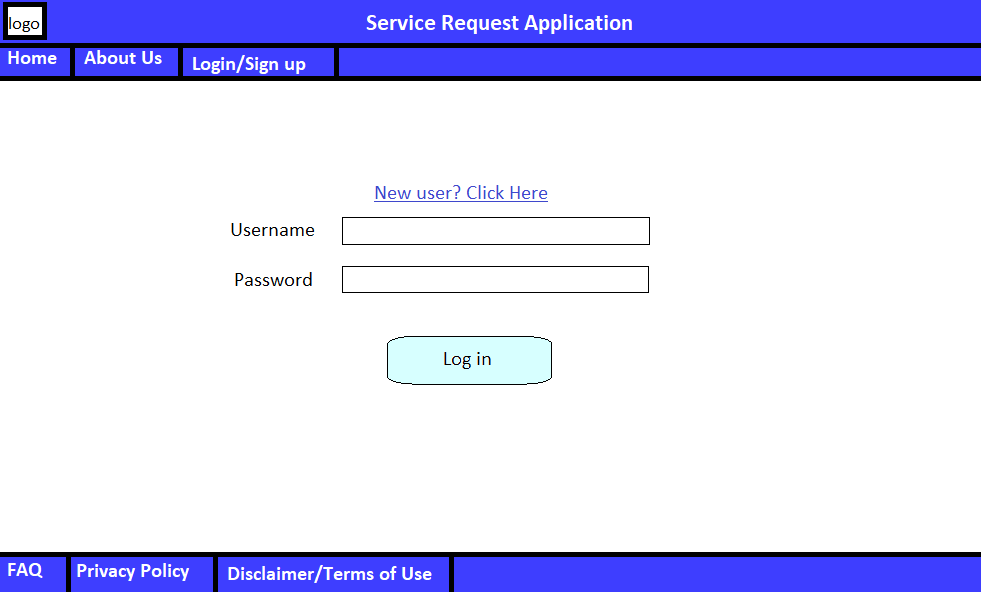 logo
Service Request Application
Home
About Us
Login/Sign up
New user? Click Here
Username
Password
Log in
FAQ
Privacy Policy
Disclaimer/Terms of Use